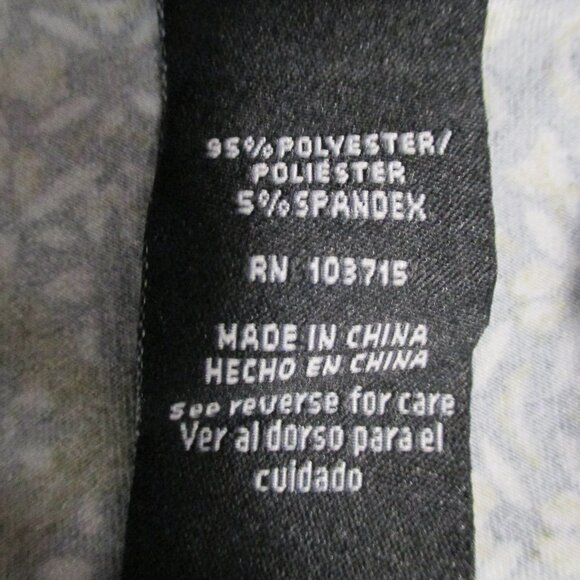 95% POLYESTER/
POLIESTER
5% SPANDEX
RN 103715
MADE IN CHINA
HECHO EN CHINA
See reverse for care
Ver al dorso para el
cuidado